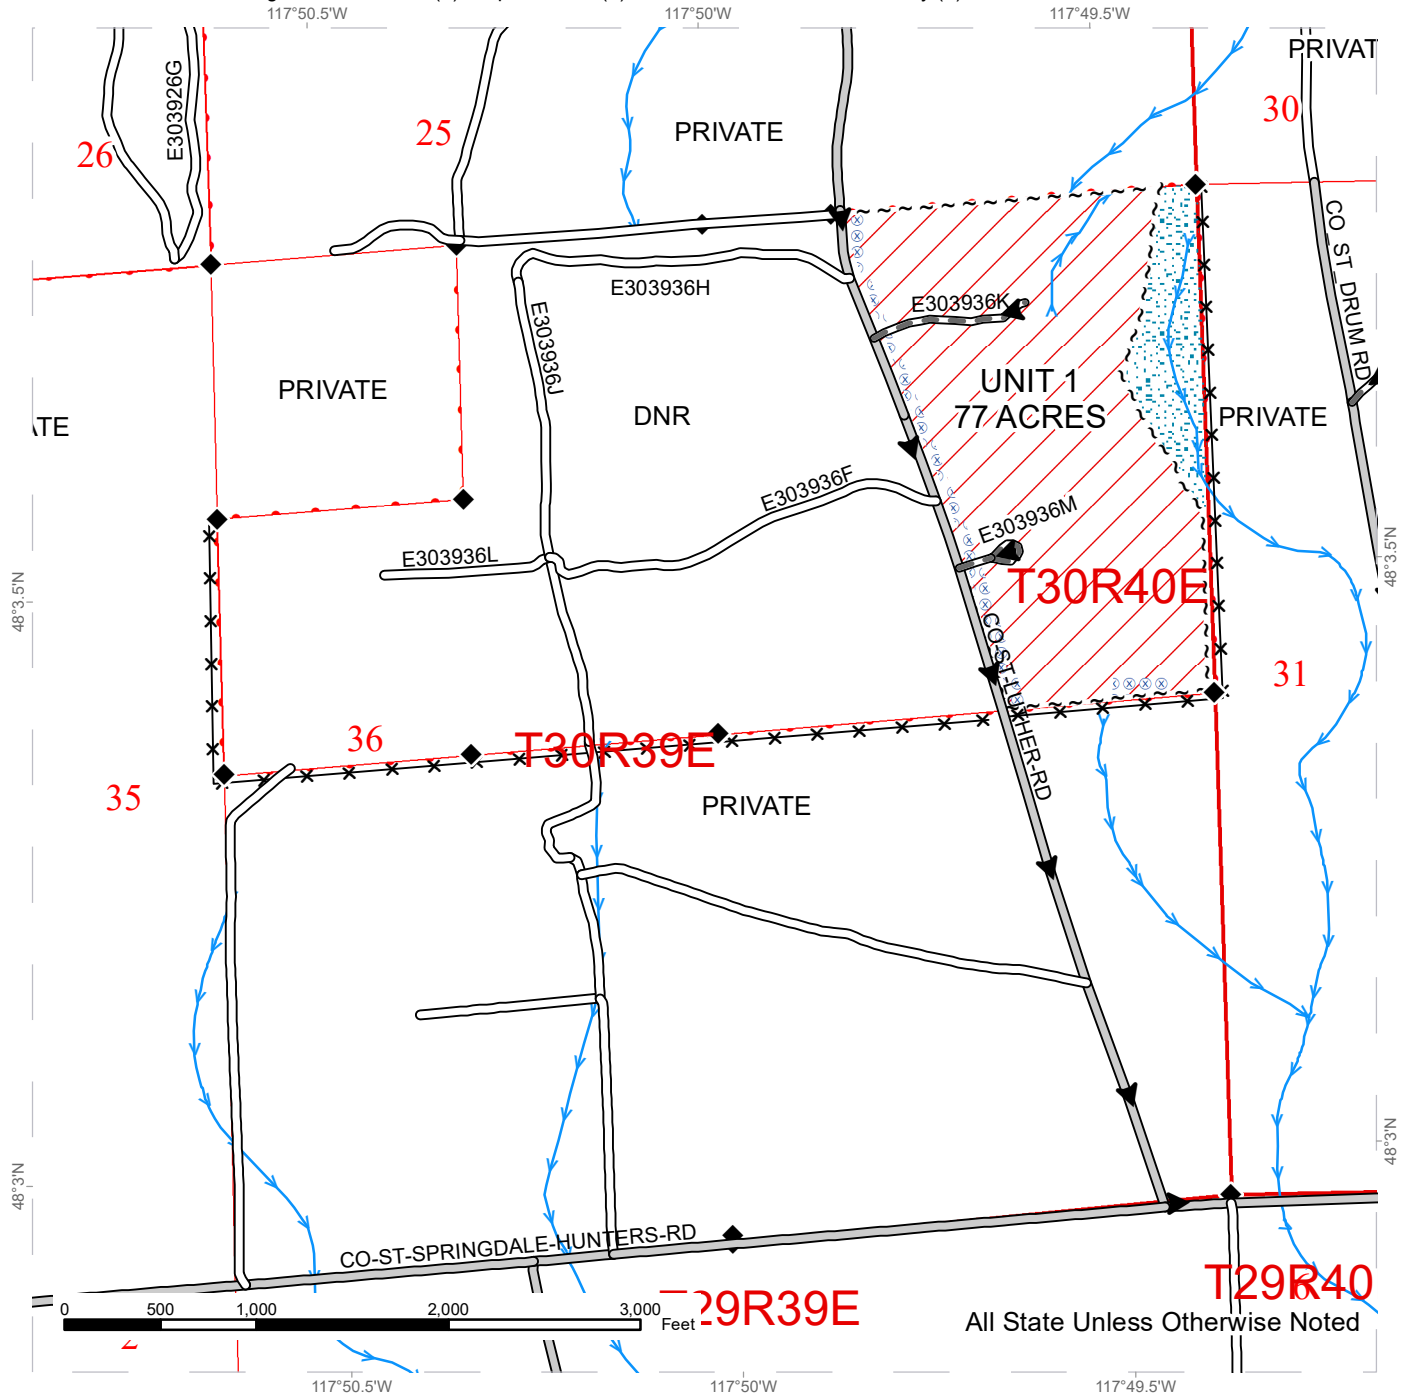 117°50.5'W
117°50'W
117°49.5'W
PRIVAT
E303926G
25
26
30
PRIVATE
CO_ST_DRUM RD
E303936H
E303936K
E303936J
UNIT 1
77 ACRES
PRIVATE
DNR
PRIVATE
ATE
E303936F
E303936M
E303936L
48°3.5'N
48°3.5'N
T30R40E
CO-ST-LUTHER-RD
31
36
T30R39E
35
PRIVATE
48°3'N
48°3'N
CO-ST-SPRINGDALE-HUNTERS-RD
T29R40
6
29R39E
0 500 1,000 2,000 3,000
Feet
All State Unless Otherwise Noted
2
117°50.5'W
117°50'W
117°49.5'W